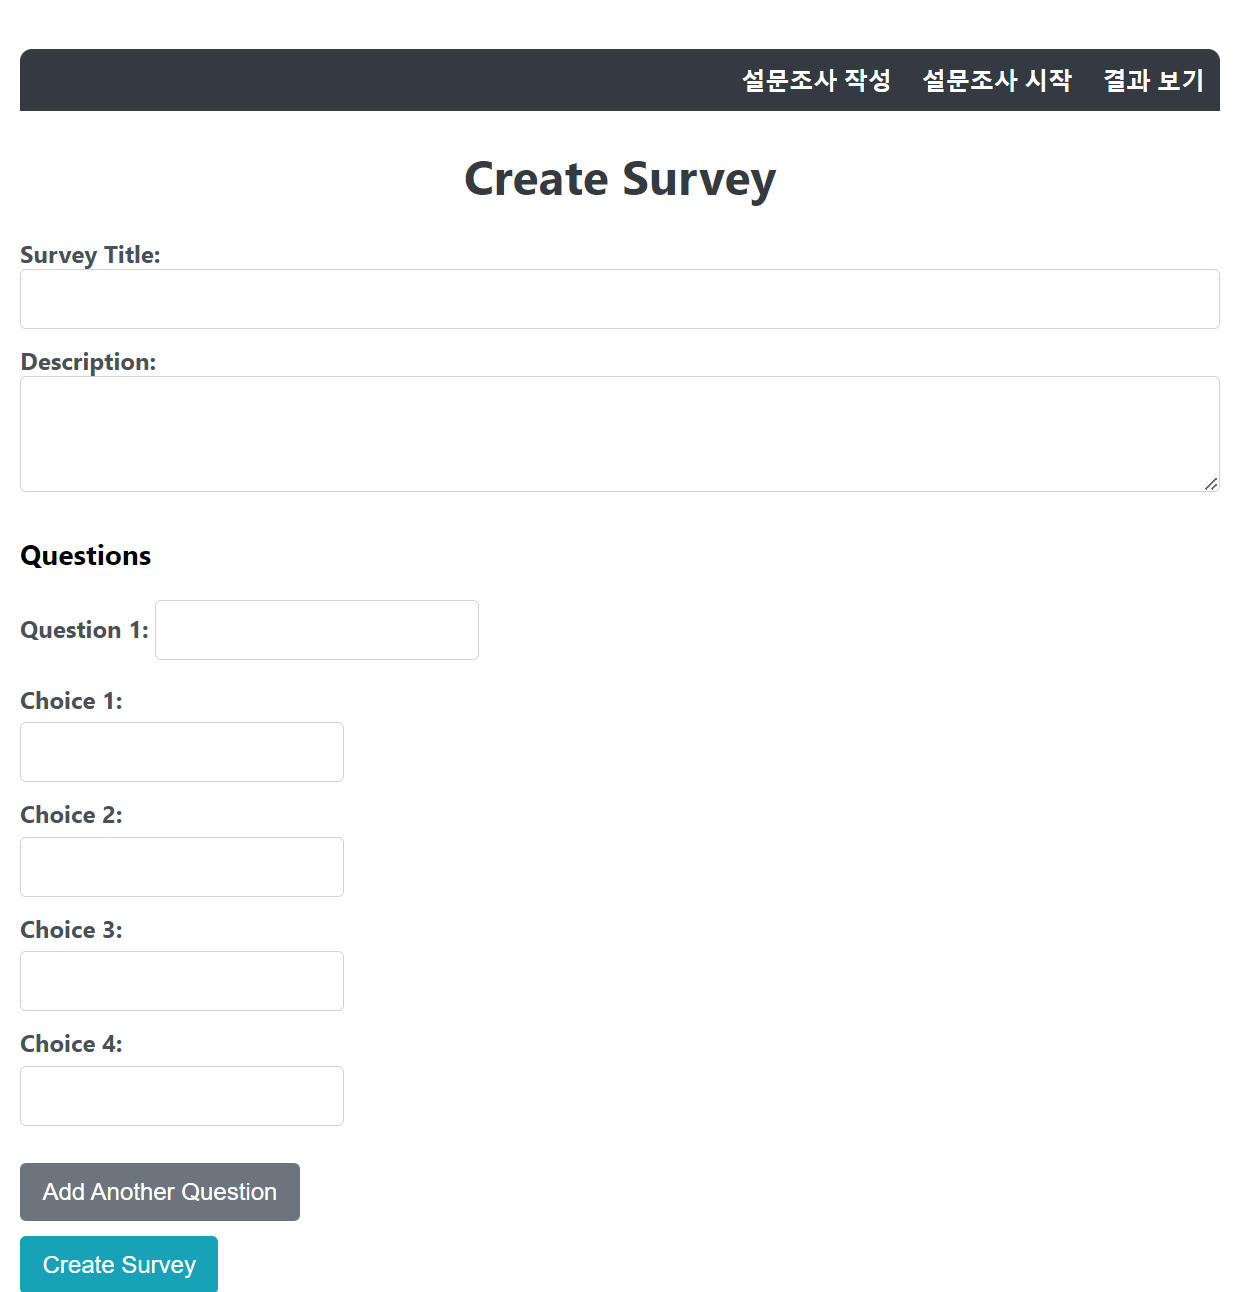 설문조사 작성 설문조사 시작 결과 보기
Create Survey
Survey Title:
Description:
Questions
Question 1:
Choice 1:
Choice 2:
Choice 3:
Choice 4:
Add Another Question
Create Survey